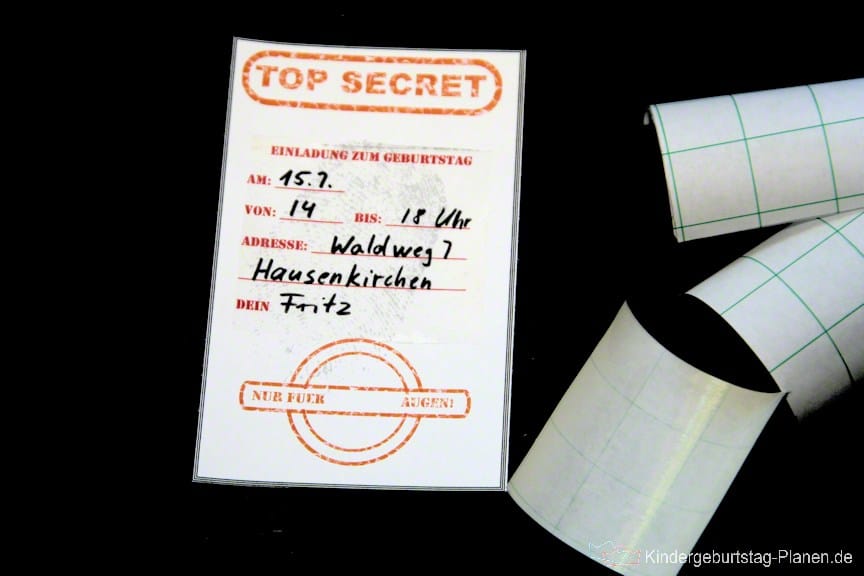 TOP SECRET
EINLADUNG ZUM GEBURTSTAG
AM: 15.7.
VON: 14 BIS: 18 Uhr
ADRESSE: Waldweg 7
Hausenkirchen
DEIN Fritz
NUR FUER AUGEN!
Kindergeburtstag-Planen.de